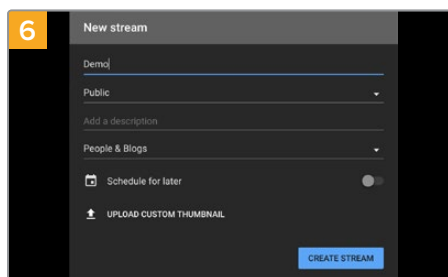 6
New stream
Demo
Public
Add a description
People & Blogs
Schedule for later
UPLOAD CUSTOM THUMBNAIL
CREATE STREAM